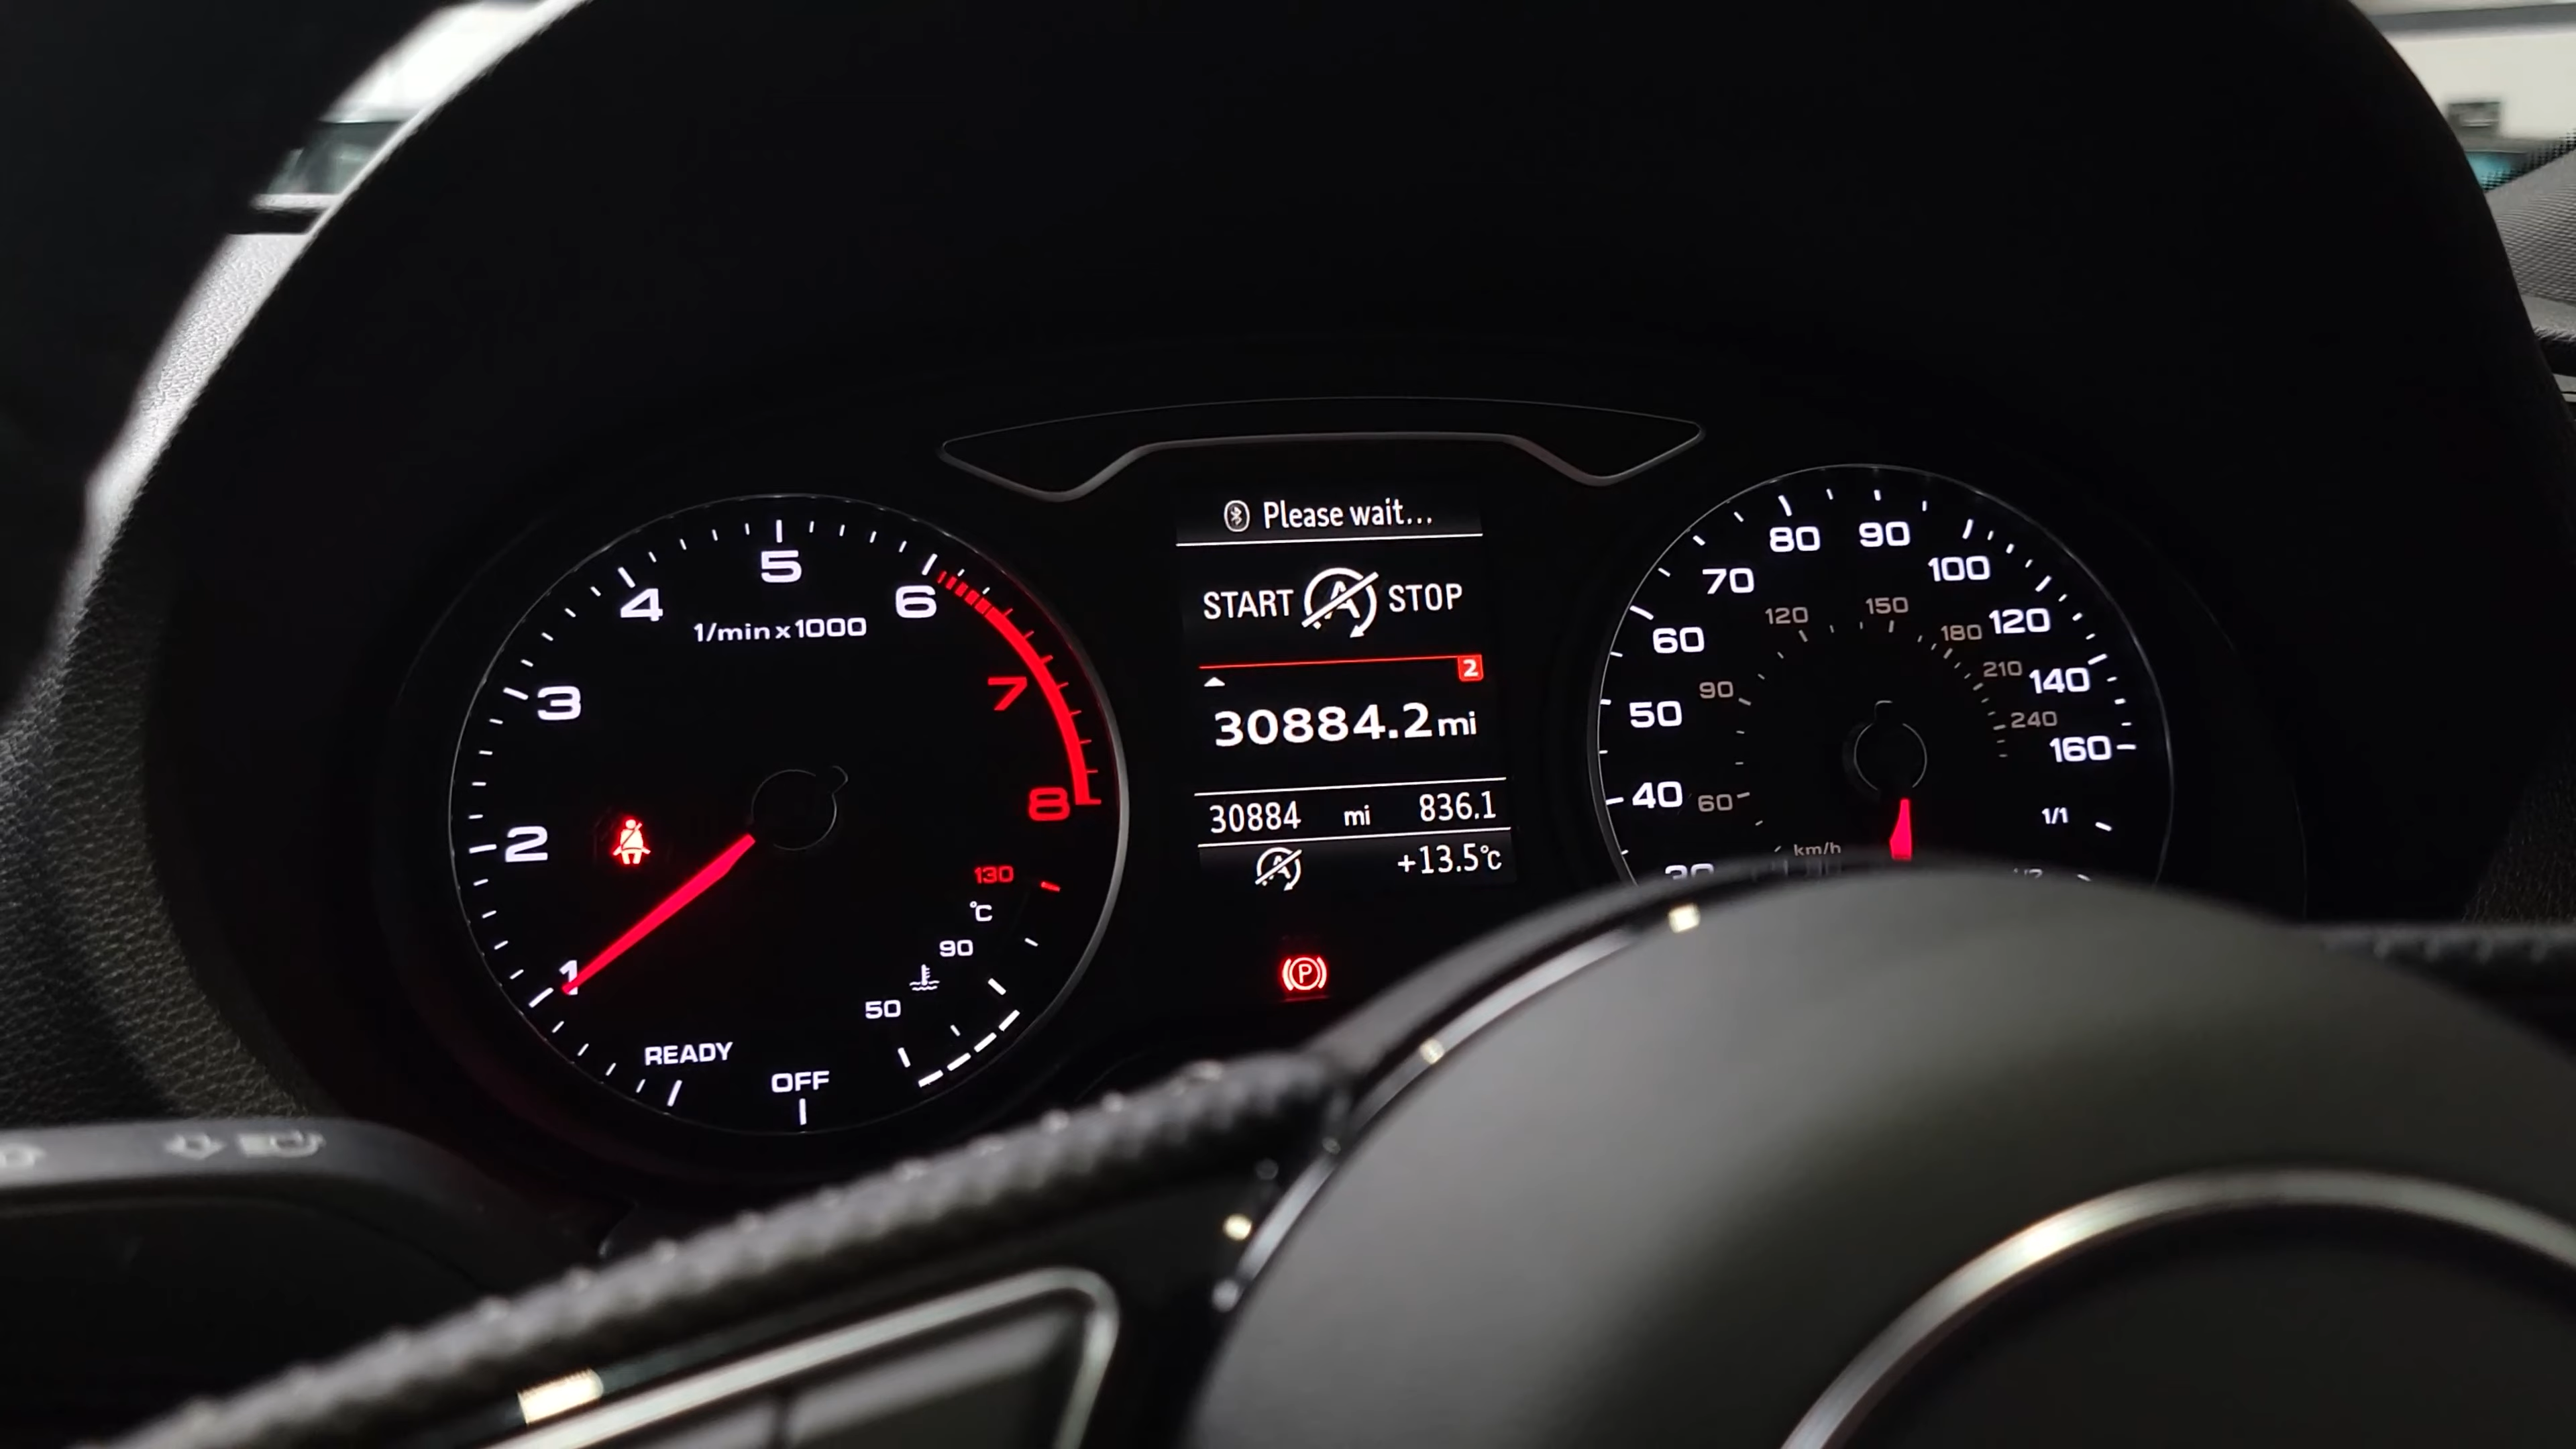 5
4
6
1/min x 1000
3
7
2
8
1
130
°C
90
50
READY
OFF
Please wait...
START A STOP
2
30884.2 mi
30884 mi 836.1
A +13.5°C
P
80
90
70
100
60
120
50
140
40
160
120
150
180
90
210
240
60
km/h
1/1